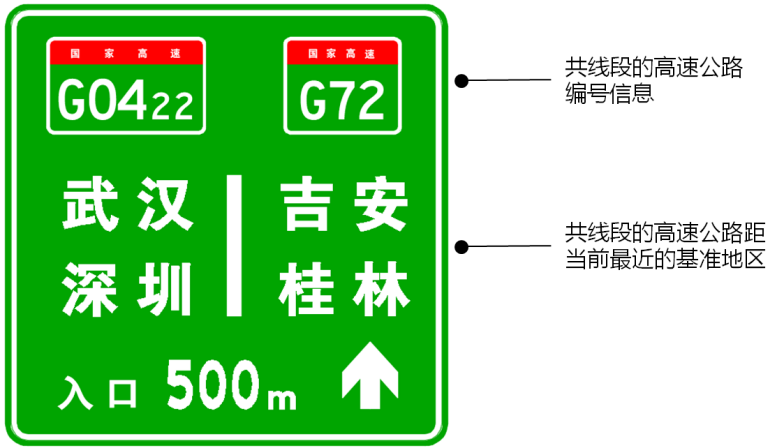 国家高速
G0422
国家高速
G72
共线段的高速公路
编号信息
武汉 吉安
深圳 桂林
共线段的高速公路距
当前最近的基准地区
入口 500m